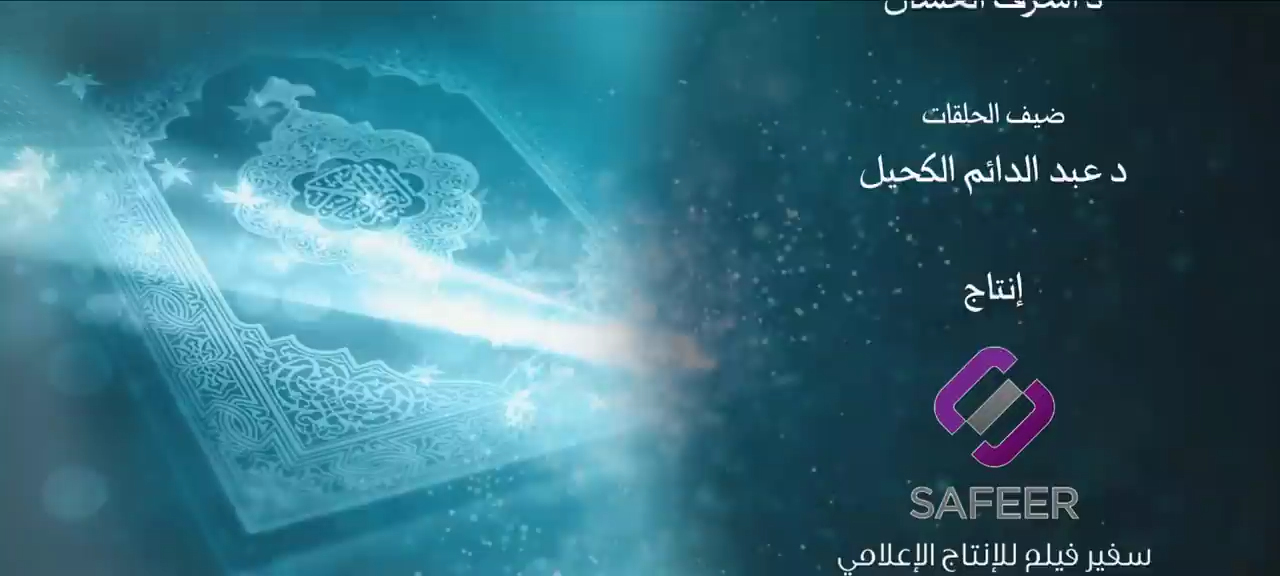 ضيف الحلقات
د عبد الدائم الكحيل
إنتاج
SAFEER
سفير فيلم للإنتاج الإعلامي